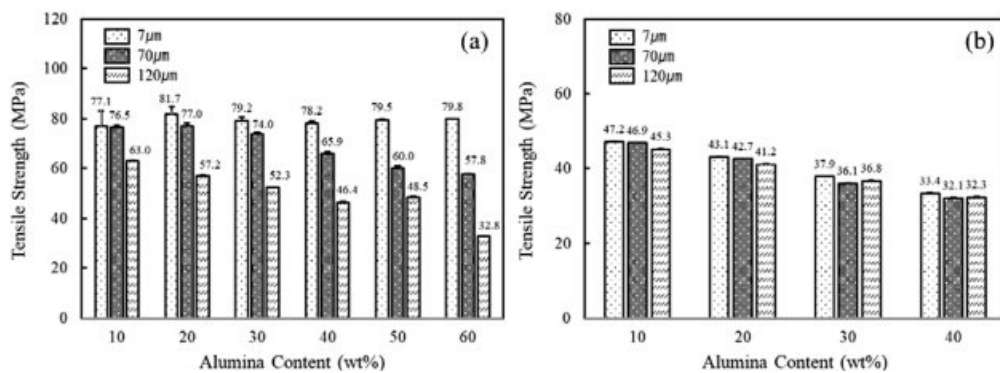 120
100
80
60
40
20
0
Tensile Strength (MPa)
7μm
70μm
120μm
(a)
77.1 76.5 63.0
81.7 77.0 57.2
79.2 74.0 52.3
78.2 65.9 46.4
79.5 60.0 48.5
79.8 57.8 32.8
10 20 30 40 50 60
Alumina Content (wt%)
80
60
40
20
0
Tensile Strength (MPa)
7μm
70μm
120μm
(b)
47.2 46.9 45.3
43.1 42.7 41.2
37.9 36.1 36.8
33.4 32.1 32.3
10 20 30 40
Alumina Content (wt%)